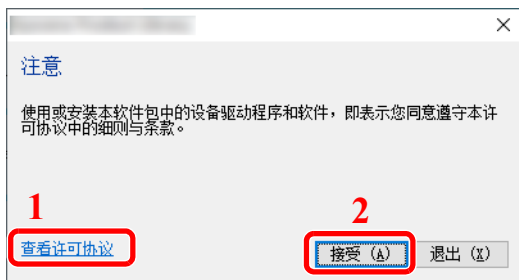 注意
使用或安装本软件包中的设备驱动程序和软件，即表示您同意遵守本许
可协议中的细则与条款。
1
2
查看许可协议
接受 (A)
退出 (X)